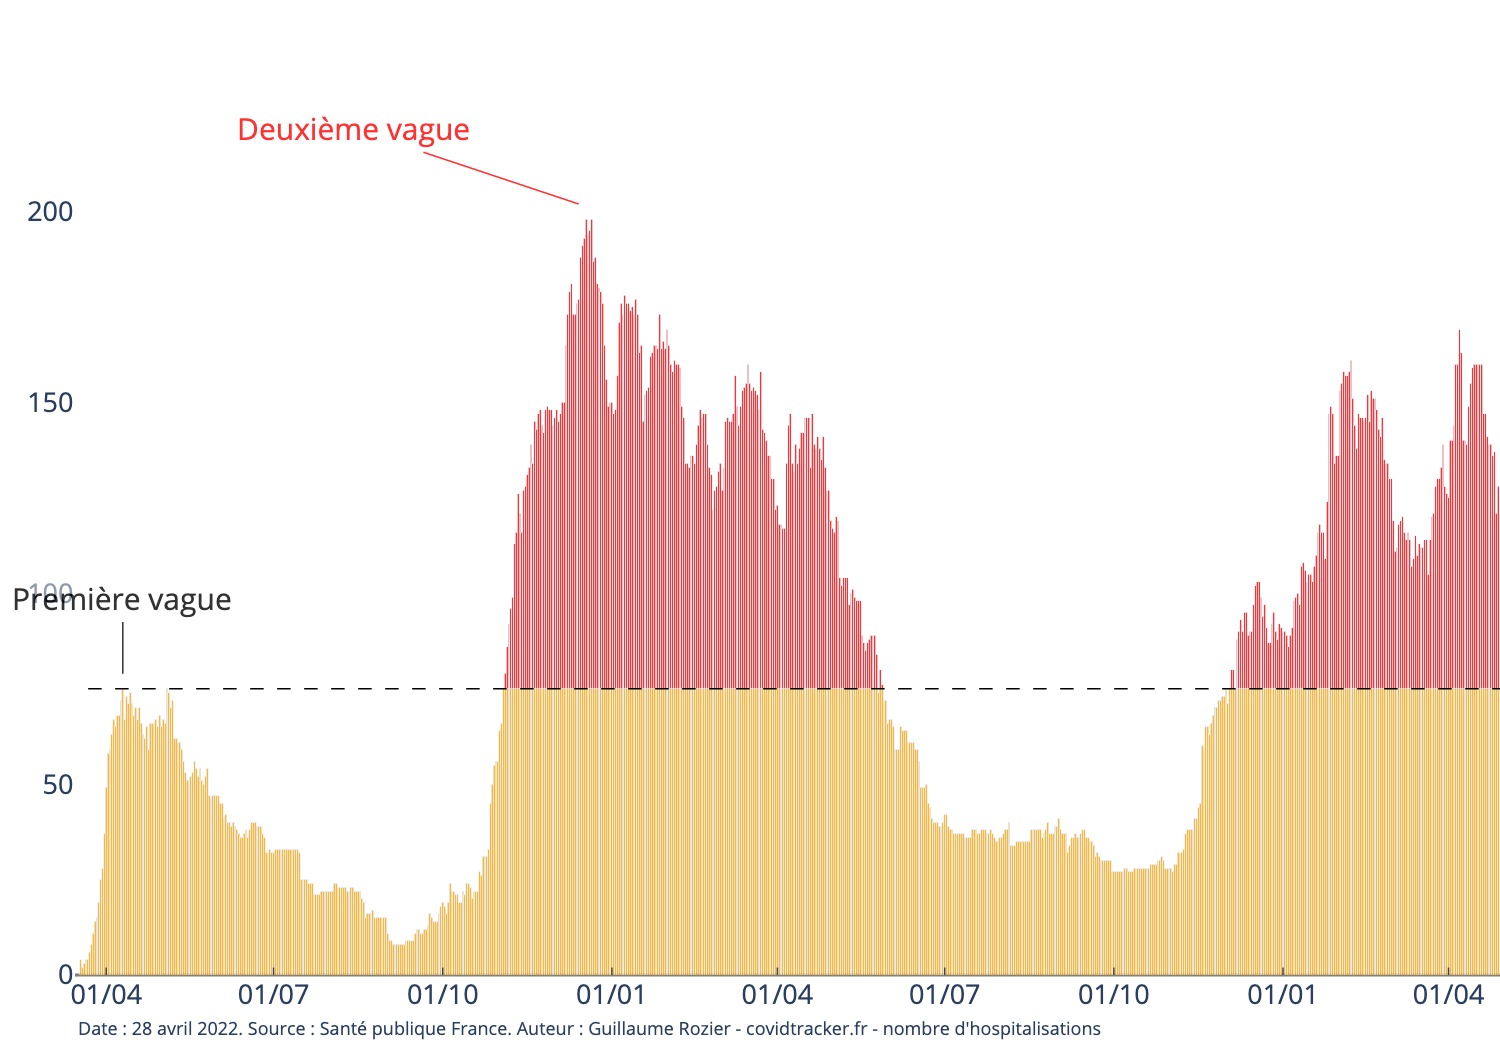 Deuxième vague
200
150
100
Première vague
50
0
01/04 01/07 01/10 01/01 01/04 01/07 01/10 01/01 01/04
Date : 28 avril 2022. Source : Santé publique France. Auteur : Guillaume Rozier - covidtracker.fr - nombre d'hospitalisations